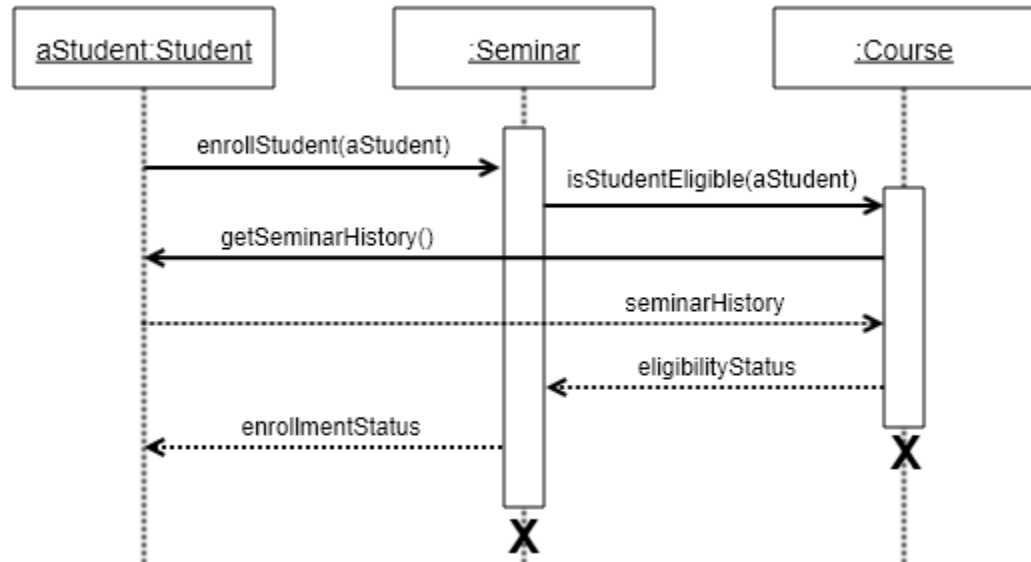 aStudent:Student
:Seminar
:Course
enrollStudent(aStudent)
isStudentEligible(aStudent)
getSeminarHistory()
seminarHistory
eligibilityStatus
enrollmentStatus
X
X